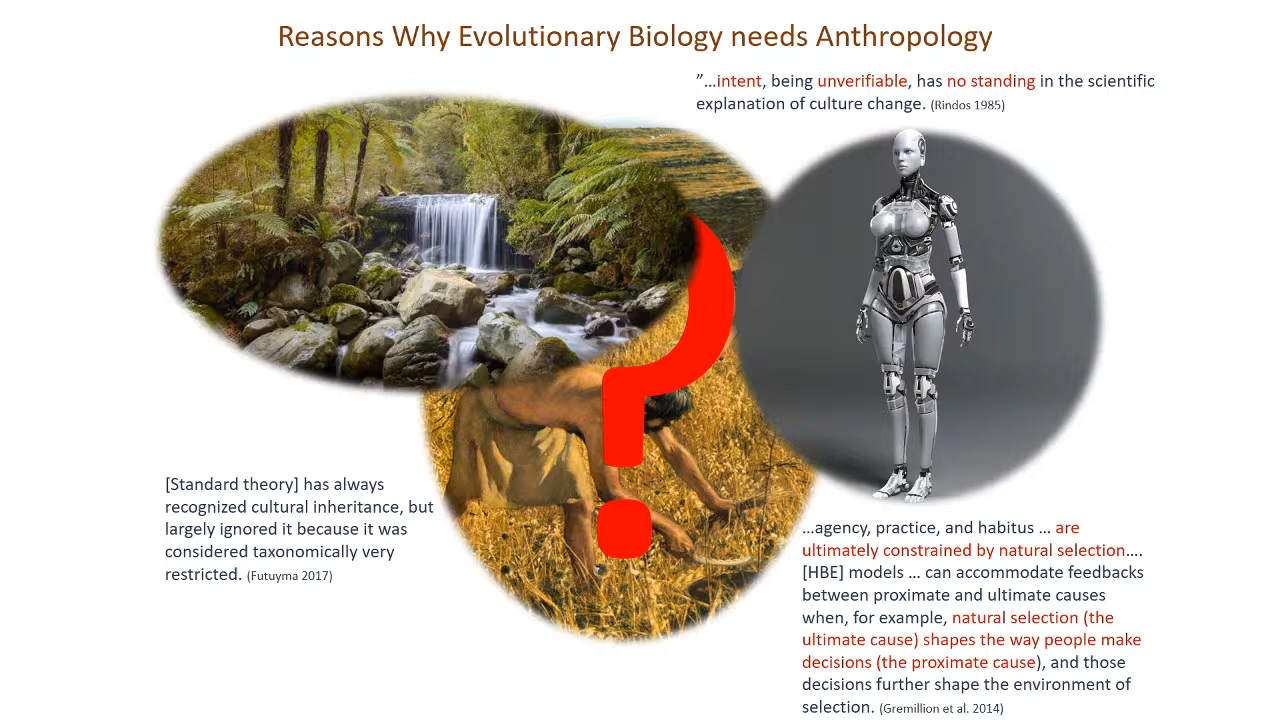 Reasons Why Evolutionary Biology needs Anthropology
”…intent, being unverifiable, has no standing in the scientific
explanation of culture change. (Rindos 1985)
[Standard theory] has always
recognized cultural inheritance, but
largely ignored it because it was
considered taxonomically very
restricted. (Futuyma 2017)
…agency, practice, and habitus … are
ultimately constrained by natural selection….
[HBE] models … can accommodate feedbacks
between proximate and ultimate causes
when, for example, natural selection (the
ultimate cause) shapes the way people make
decisions (the proximate cause), and those
decisions further shape the environment of
selection. (Gremillion et al. 2014)